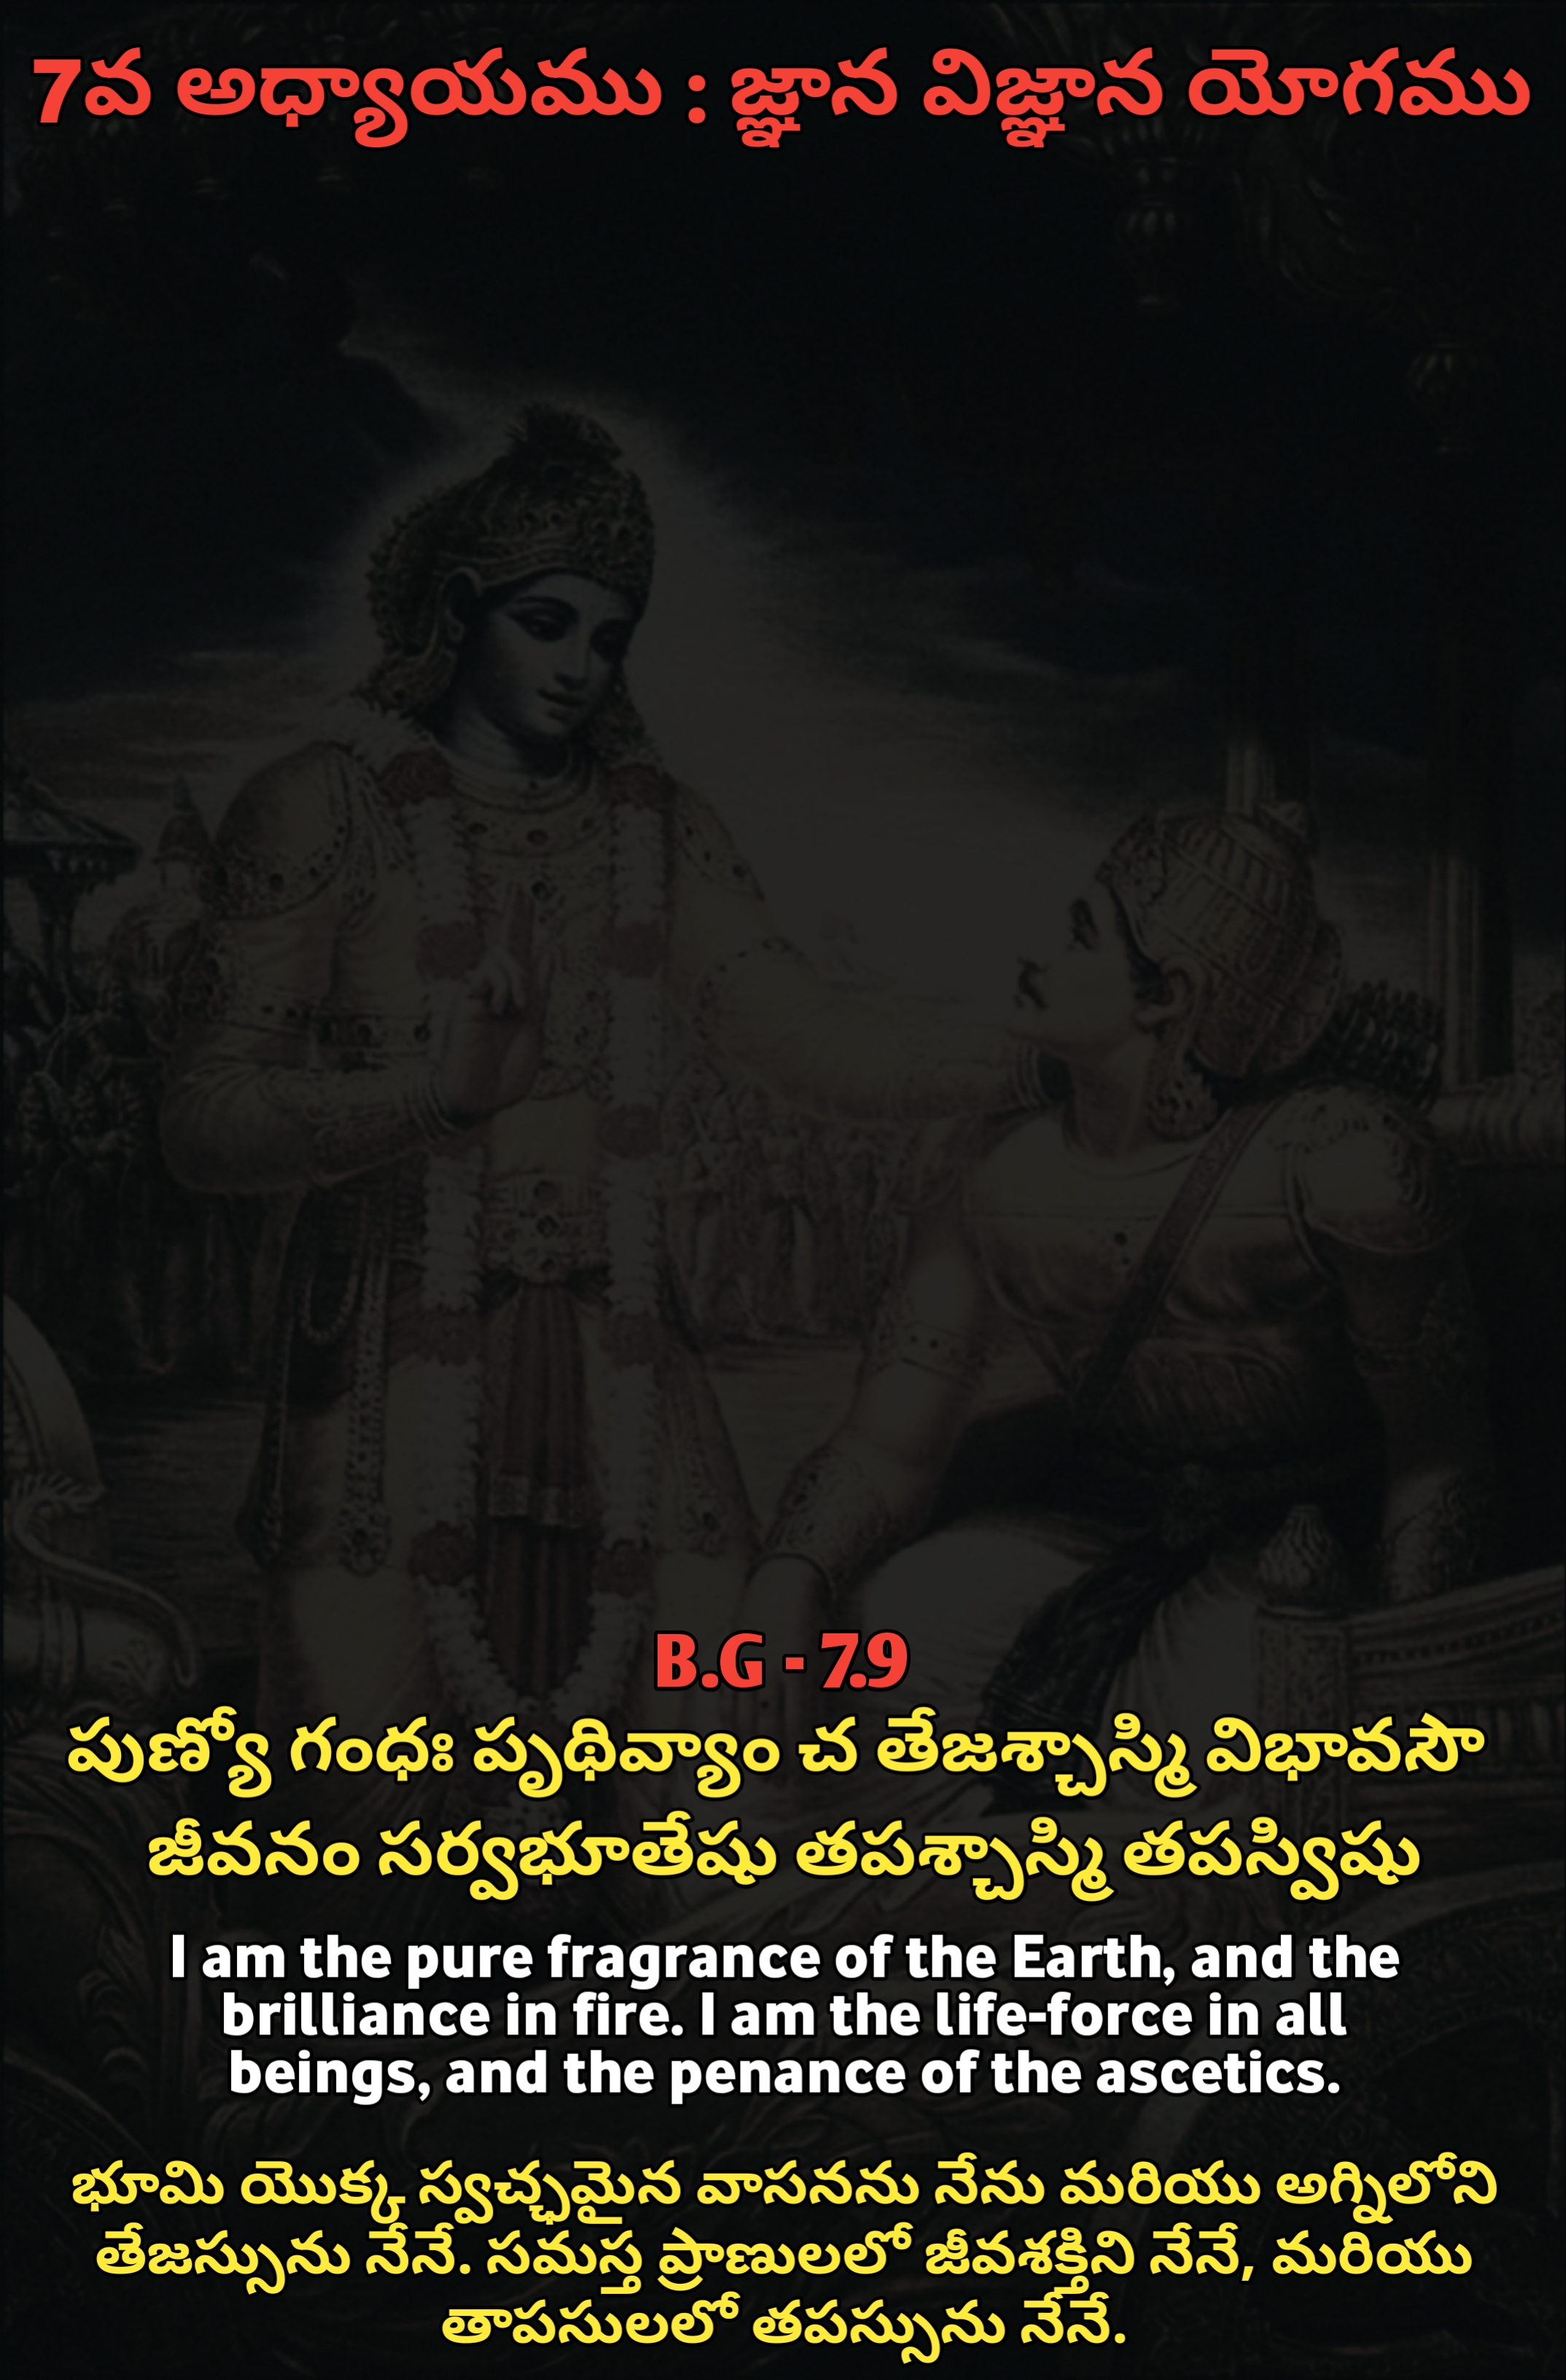 7వ అధ్యాయము : జ్ఞాన విజ్ఞాన యోగము
B.G - 7.9
పుణ్యో గంధః పృథివ్యాం చ తేజశ్చాస్మి విభావసౌ
జీవనం సర్వభూతేషు తపశ్చాస్మి తపస్విషు
I am the pure fragrance of the Earth, and the
brilliance in fire. I am the life-force in all
beings, and the penance of the ascetics.
భూమి యొక్క స్వచ్ఛమైన వాసనను నేను మరియు అగ్నిలోని
తేజస్సును నేనే. సమస్త ప్రాణులలో జీవశక్తిని నేనే, మరియు
తాపసులలో తపస్సును నేనే.